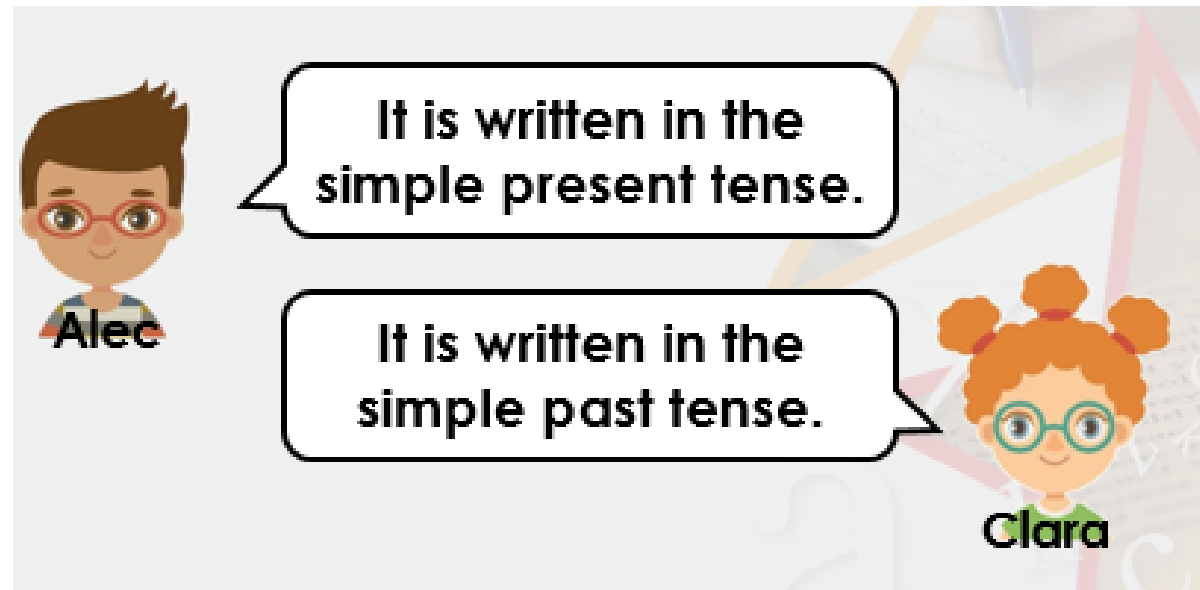 It is written in the
simple present tense.
Alec
It is written in the
simple past tense.
Clara